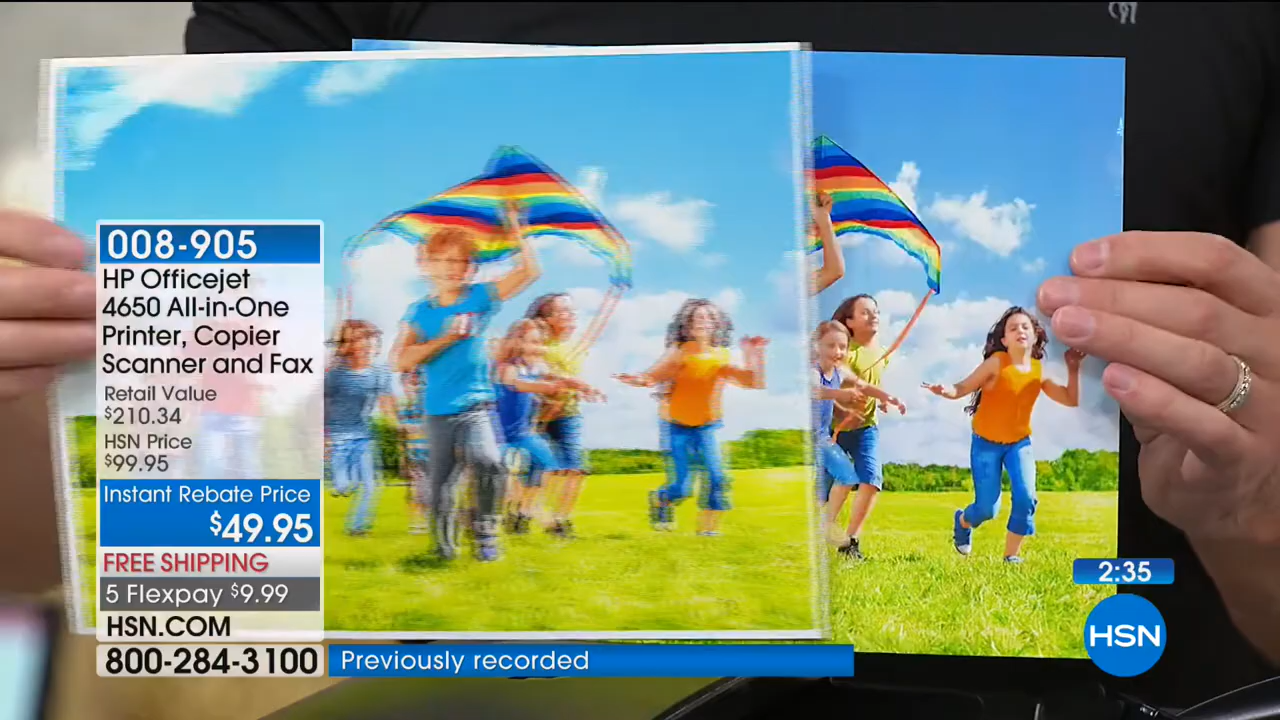 008-905
HP Officejet
4650 All-in-One
Printer, Copier
Scanner and Fax
Retail Value
$210.34
HSN Price
$99.95
Instant Rebate Price
$49.95
FREE SHIPPING
5 Flexpay $9.99
HSN.COM
800-284-3100
Previously recorded
2:35
HSN